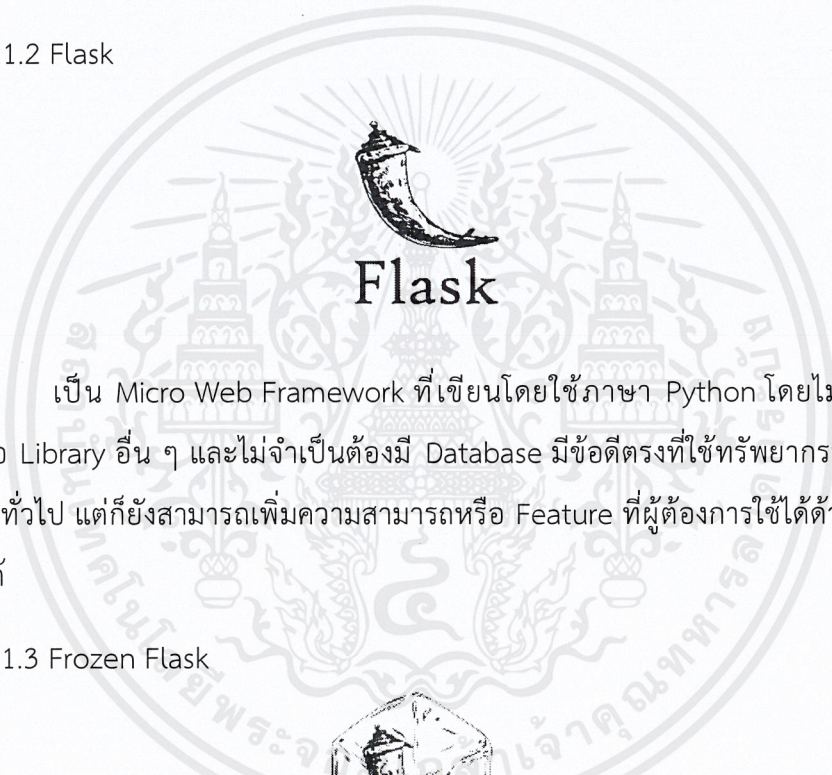 1.2 Flask
Flask
เป็น Micro Web Framework ที่เขียนโดยใช้ภาษา Python โดยไม่
Library อื่น ๆ และไม่จำเป็นต้องมี Database มีข้อดีตรงที่ใช้ทรัพยากร
ทั่วไป แต่ก็ยังสามารถเพิ่มความสามารถหรือ Feature ที่ผู้ต้องการใช้ได้ด้ว
1.3 Frozen Flask